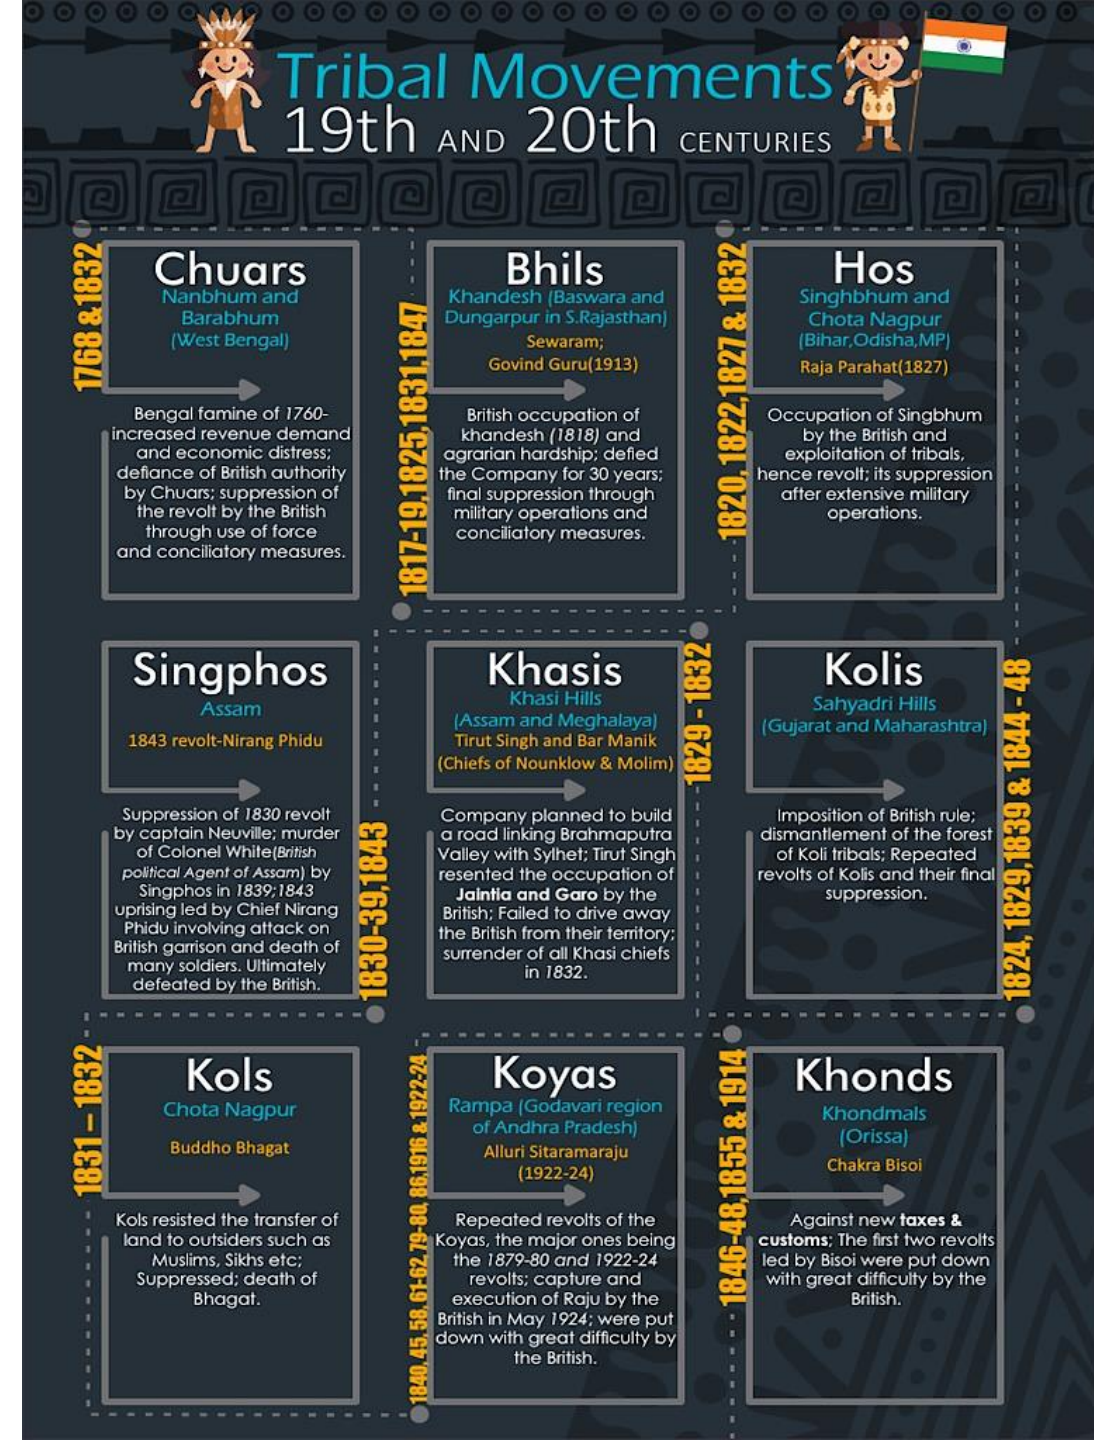 Tribal Movements
19th AND 20th CENTURIES
1768 & 1832
Chuars
Nanbhum and
Barabhum
(West Bengal)
Bengal famine of 1760-
increased revenue demand
and economic distress;
defiance of British authority
by Chuars; suppression of
the revolt by the British
through use of force
and conciliatory measures.
1817-19,1825,1831,1847
Bhils
Khandesh (Baswara and
Dungarpur in S.Rajasthan)
Sewaram;
Govind Guru(1913)
British occupation of
khandesh (1818) and
agrarian hardship; defied
the Company for 30 years;
final suppression through
military operations and
conciliatory measures.
1820, 1822,1827 & 1832
Hos
Singhbhum and
Chota Nagpur
(Bihar,Odisha,MP)
Raja Parahat(1827)
Occupation of Singbhum
by the British and
exploitation of tribals,
hence revolt; its suppression
after extensive military
operations.
Singphos
Assam
1843 revolt-Nirang Phidu
Suppression of 1830 revolt
by captain Neuville; murder
of Colonel White(British
political Agent of Assam) by
Singphos in 1839;1843
uprising led by Chief Nirang
Phidu involving attack on
British garrison and death of
many soldiers. Ultimately
defeated by the British.
1830-39,1843
Khasis
Khasi Hills
(Assam and Meghalaya)
Tirut Singh and Bar Manik
(Chiefs of Nounklow & Molim)
Company planned to build
a road linking Brahmaputra
Valley with Sylhet; Tirut Singh
resented the occupation of
Jaintia and Garo by the
British; Failed to drive away
the British from their territory;
surrender of all Khasi chiefs
in 1832.
1829 - 1832
Kolis
Sahyadri Hills
(Gujarat and Maharashtra)
Imposition of British rule;
dismantlement of the forest
of Koli tribals; Repeated
revolts of Kolis and their final
suppression.
1824, 1829,1839 & 1844 - 48
1831 – 1832
Kols
Chota Nagpur
Buddho Bhagat
Kols resisted the transfer of
land to outsiders such as
Muslims, Sikhs etc;
Suppressed; death of
Bhagat.
1840, 45, 58, 61-62, 79-80, 86,1916 & 1922-24
Koyas
Rampa (Godavari region
of Andhra Pradesh)
Alluri Sitaramaraju
(1922-24)
Repeated revolts of the
Koyas, the major ones being
the 1879-80 and 1922-24
revolts; capture and
execution of Raju by the
British in May 1924; were put
down with great difficulty by
the British.
1846-48,1855 & 1914
Khonds
Khondmals
(Orissa)
Chakra Bisoi
Against new taxes &
customs; The first two revolts
led by Bisoi were put down
with great difficulty by the
British.